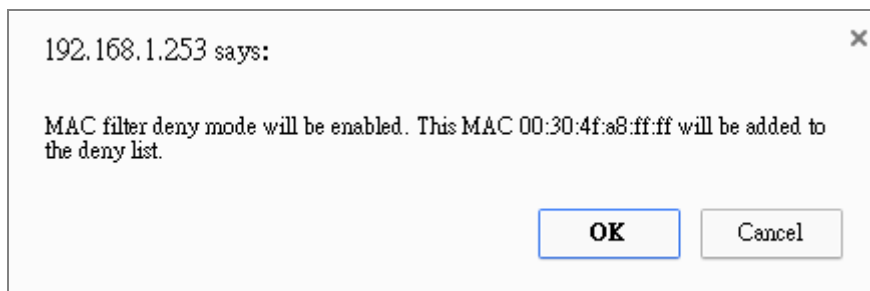 192.168.1.253 says:
MAC filter deny mode will be enabled. This MAC 00:30:4f:a8:ff:ff will be added to
the deny list.
OK
Cancel